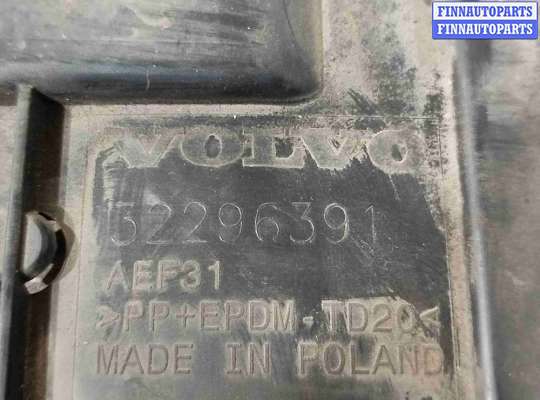 FINNAUTOPARTS
FINNAUTOPARTS
VOLVO
32296391
AEF31
>PP+EPDM-TD20<
MADE IN POLAND